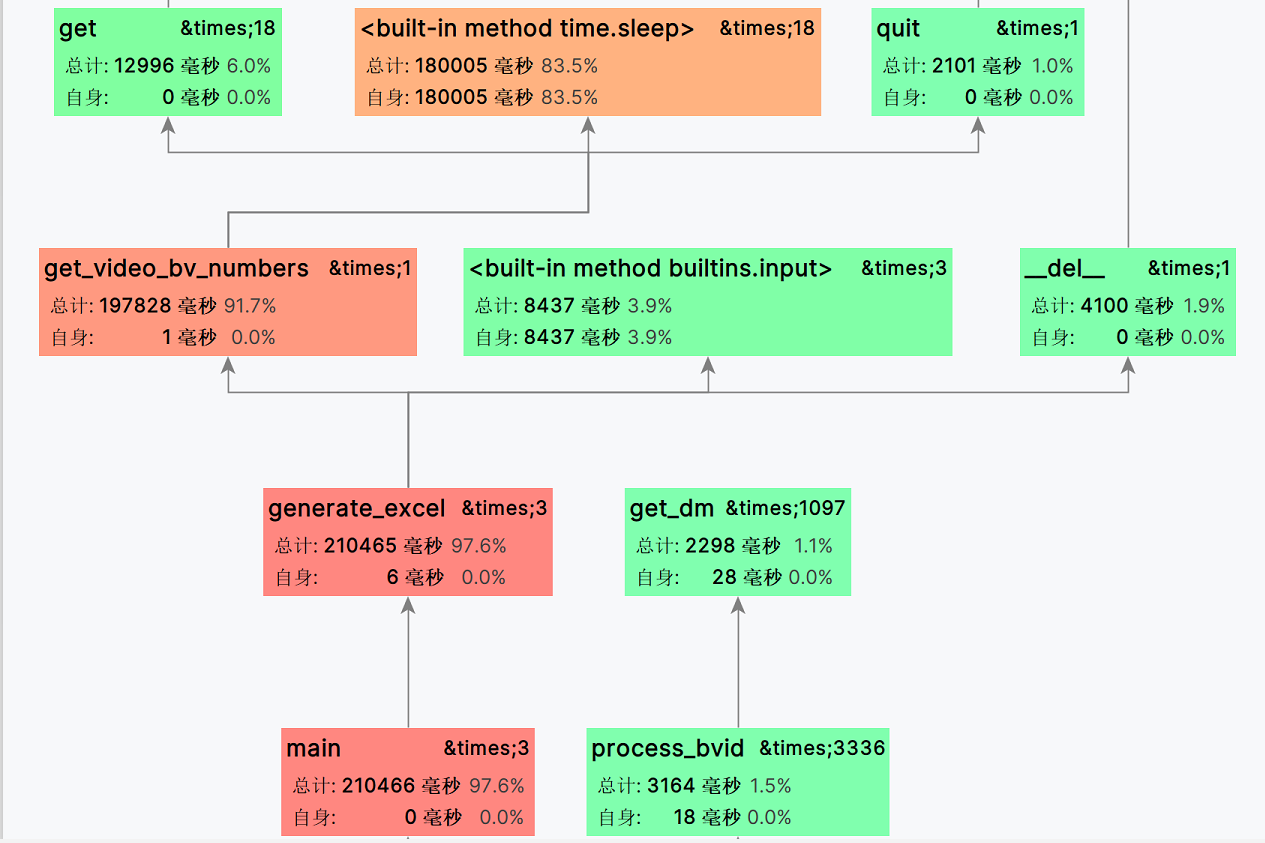 get &times;18
总计: 12996 毫秒 6.0%
自身: 0 毫秒 0.0%
<built-in method time.sleep> &times;18
总计: 180005 毫秒 83.5%
自身: 180005 毫秒 83.5%
quit &times;1
总计: 2101 毫秒 1.0%
自身: 0 毫秒 0.0%
get_video_bv_numbers &times;1
总计: 197828 毫秒 91.7%
自身: 1 毫秒 0.0%
<built-in method builtins.input> &times;3
总计: 8437 毫秒 3.9%
自身: 8437 毫秒 3.9%
__del__ &times;1
总计: 4100 毫秒 1.9%
自身: 0 毫秒 0.0%
generate_excel &times;3
总计: 210465 毫秒 97.6%
自身: 6 毫秒 0.0%
get_dm &times;1097
总计: 2298 毫秒 1.1%
自身: 28 毫秒 0.0%
main &times;3
总计: 210466 毫秒 97.6%
自身: 0 毫秒 0.0%
process_bvid &times;3336
总计: 3164 毫秒 1.5%
自身: 18 毫秒 0.0%